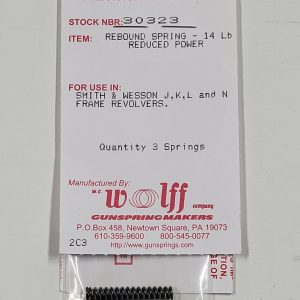 STOCK NBR: 30323
ITEM: REBOUND SPRING - 14 Lb
REDUCED POWER
FOR USE IN:
SMITH & WESSON J,K,L and N
FRAME REVOLVERS.
Quantity 3 Springs
Manufactured By:
W.C. Wolff company
GUNSPRINGMAKERS
P.O.Box 458, Newtown Square, PA 19073
610-359-9600 800-545-0077
http://www.gunsprings.com
2C3